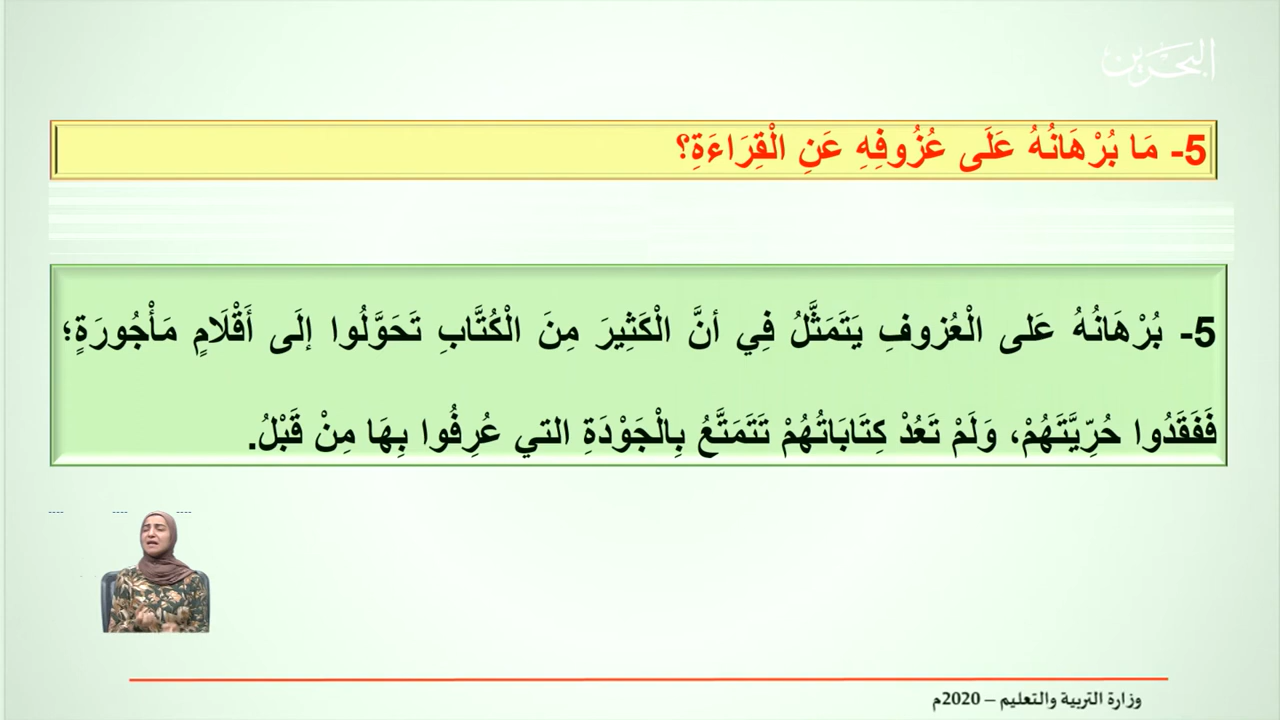 البحرين
5- مَا بُرْهَانُهُ عَلَى عُزُوفِهِ عَنِ الْقِرَاءَةِ؟
5- بُرْهَانُهُ عَلى الْعُزوفِ يَتَمَثَّلُ فِي أنَّ الْكَثِيرَ مِنَ الْكُتَّابِ تَحَوَّلُوا إلَى أَقْلَامٍ مَأْجُورَةٍ؛
فَفَقَدُوا حُرِّيَّتَهُمْ، وَلَمْ تَعُدْ كِتَابَاتُهُمْ تَتَمَتَّعُ بِالْجَوْدَةِ التي عُرِفُوا بِهَا مِنْ قَبْلُ.
وزارة التربية والتعليم – 2020م